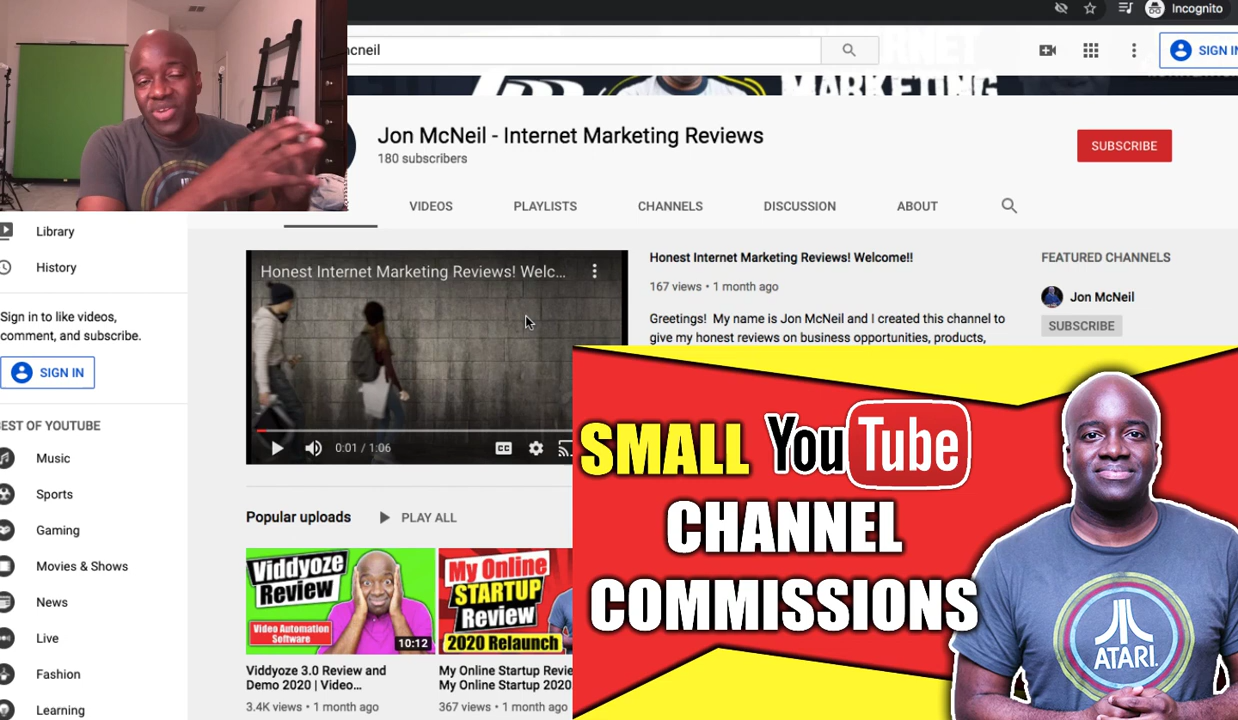 Incognito
cneil
SIGN IN
INTERNET
MARKETING
Jon McNeil - Internet Marketing Reviews
180 subscribers
SUBSCRIBE
VIDEOS
PLAYLISTS
CHANNELS
DISCUSSION
ABOUT
Library
History
Sign in to like videos,
comment, and subscribe.
SIGN IN
BEST OF YOUTUBE
Music
Sports
Gaming
Movies & Shows
News
Live
Fashion
Learning
Honest Internet Marketing Reviews! Welc...
0:01 / 1:06
CC
Honest Internet Marketing Reviews! Welcome!!
167 views • 1 month ago
Greetings! My name is Jon McNeil and I created this channel to
give my honest reviews on business opportunities, products,
FEATURED CHANNELS
Jon McNeil
SUBSCRIBE
Popular uploads
PLAY ALL
Viddyoze
Review
Video Automation
Software
10:12
Viddyoze 3.0 Review and
Demo 2020 | Video...
3.4K views • 1 month ago
My Online
STARTUP
Review
2020 Relaunch
My Online Startup Revie
My Online Startup 2020
367 views • 1 month ago
SMALL YouTube
CHANNEL
COMMISSIONS
ATARI